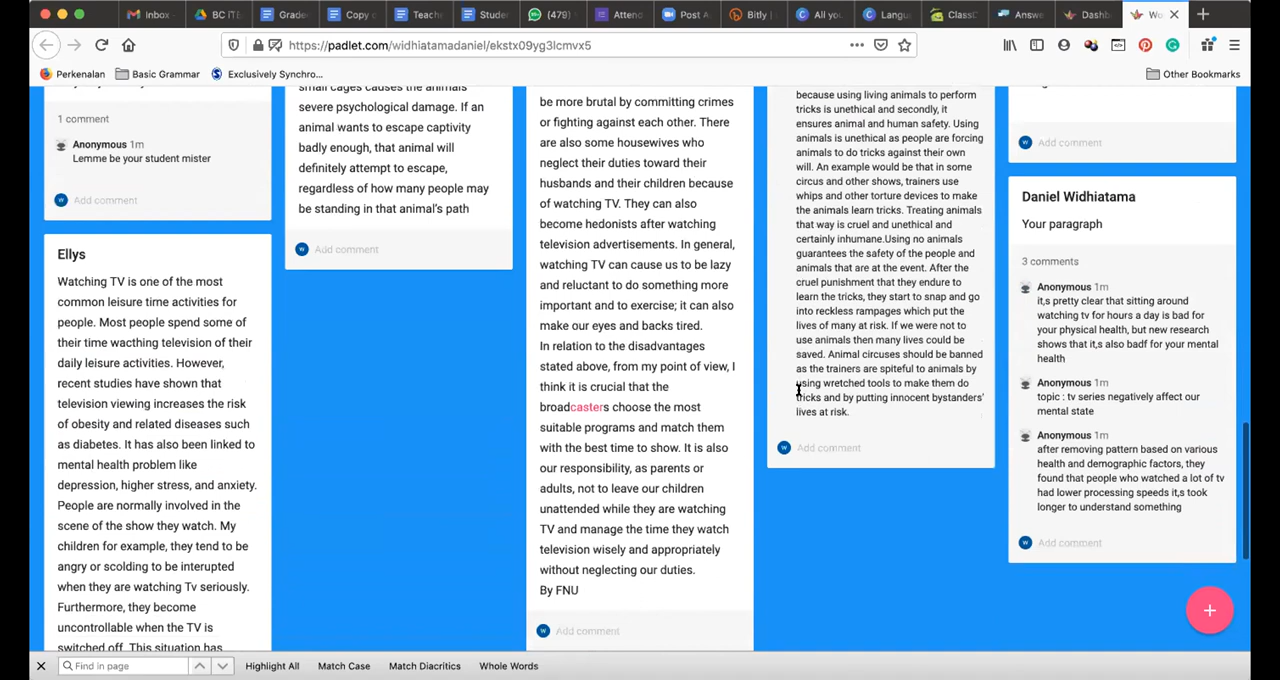 Inbox
BC iTE
Grade
Copy c
Teach
Stude
(479)
Attend
Post A
Bitly | 
All you
Langu
ClassD
Answe
Dashb
Wo
https://padlet.com/widhiatamadaniel/ekstx09yg3lcmvx5
Perkenalan
Basic Grammar
Exclusively Synchro...
Other Bookmarks
1 comment
Anonymous 1m
Lemme be your student mister
Add comment
Ellys
Watching TV is one of the most
common leisure time activities for
people. Most people spend some of
their time wacthing television of their
daily leisure activities. However,
recent studies have shown that
television viewing increases the risk
of obesity and related diseases such
as diabetes. It has also been linked to
mental health problem like
depression, higher stress, and anxiety.
People are normally involved in the
scene of the show they watch. My
children for example, they tend to be
angry or scolding to be interupted
when they are watching Tv seriously.
Furthermore, they become
uncontrollable when the TV is
switched off. This situation has
small cages causes the animals
severe psychological damage. If an
animal wants to escape captivity
badly enough, that animal will
definitely attempt to escape,
regardless of how many people may
be standing in that animal's path
Add comment
be more brutal by committing crimes
or fighting against each other. There
are also some housewives who
neglect their duties toward their
husbands and their children because
of watching TV. They can also
become hedonists after watching
television advertisements. In general,
watching TV can cause us to be lazy
and reluctant to do something more
important and to exercise; it can also
make our eyes and backs tired.
In relation to the disadvantages
stated above, from my point of view, I
think it is crucial that the
broadcasters choose the most
suitable programs and match them
with the best time to show. It is also
our responsibility, as parents or
adults, not to leave our children
unattended while they are watching
TV and manage the time they watch
television wisely and appropriately
without neglecting our duties.
By FNU
Add comment
because using living animals to perform
tricks is unethical and secondly, it
ensures animal and human safety. Using
animals is unethical as people are forcing
animals to do tricks against their own
will. An example would be that in some
circus and other shows, trainers use
whips and other torture devices to make
the animals learn tricks. Treating animals
that way is cruel and unethical and
certainly inhumane.Using no animals
guarantees the safety of the people and
animals that are at the event. After the
cruel punishment that they endure to
learn the tricks, they start to snap and go
into reckless rampages which put the
lives of many at risk. If we were not to
use animals then many lives could be
saved. Animal circuses should be banned
as the trainers are spiteful to animals by
using wretched tools to make them do
tricks and by putting innocent bystanders'
lives at risk.
Add comment
Add comment
Daniel Widhiatama
Your paragraph
3 comments
Anonymous 1m
it,s pretty clear that sitting around
watching tv for hours a day is bad for
your physical health, but new research
shows that it,s also badf for your mental
health
Anonymous 1m
topic : tv series negatively affect our
mental state
Anonymous 1m
after removing pattern based on various
health and demographic factors, they
found that people who watched a lot of tv
had lower processing speeds it,s took
longer to understand something
Add comment
Find in page
Highlight All
Match Case
Match Diacritics
Whole Words